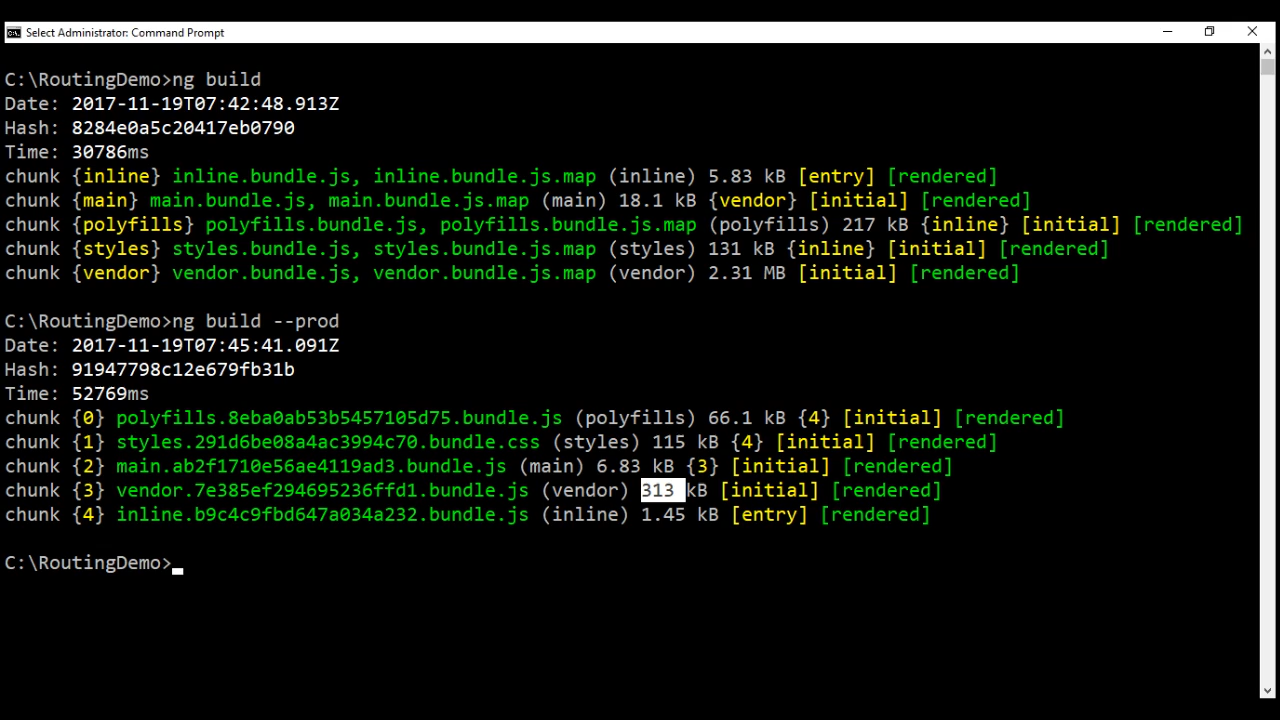 Select Administrator: Command Prompt
C:\RoutingDemo>ng build
Date: 2017-11-19T07:42:48.913Z
Hash: 8284e0a5c20417eb0790
Time: 30786ms
chunk {inline} inline.bundle.js, inline.bundle.js.map (inline) 5.83 kB [entry] [rendered]
chunk {main} main.bundle.js, main.bundle.js.map (main) 18.1 kB {vendor} [initial] [rendered]
chunk {polyfills} polyfills.bundle.js, polyfills.bundle.js.map (polyfills) 217 kB {inline} [initial] [rendered]
chunk {styles} styles.bundle.js, styles.bundle.js.map (styles) 131 kB {inline} [initial] [rendered]
chunk {vendor} vendor.bundle.js, vendor.bundle.js.map (vendor) 2.31 MB [initial] [rendered]
C:\RoutingDemo>ng build --prod
Date: 2017-11-19T07:45:41.091Z
Hash: 91947798c12e679fb31b
Time: 52769ms
chunk {0} polyfills.8eba0ab53b5457105d75.bundle.js (polyfills) 66.1 kB {4} [initial] [rendered]
chunk {1} styles.291d6be08a4ac3994c70.bundle.css (styles) 115 kB {4} [initial] [rendered]
chunk {2} main.ab2f1710e56ae4119ad3.bundle.js (main) 6.83 kB {3} [initial] [rendered]
chunk {3} vendor.7e385ef294695236ffd1.bundle.js (vendor) 313 kB [initial] [rendered]
chunk {4} inline.b9c4c9fbd647a034a232.bundle.js (inline) 1.45 kB [entry] [rendered]
C:\RoutingDemo>